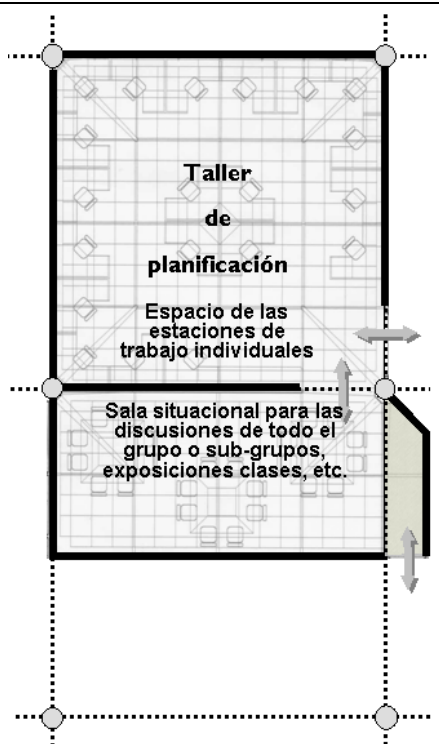 Taller
de
planificación
Espacio de las
estaciones de
trabajo individuales
Sala situacional para las
discusiones de todo el
grupo o sub-grupos,
exposiciones clases, etc.